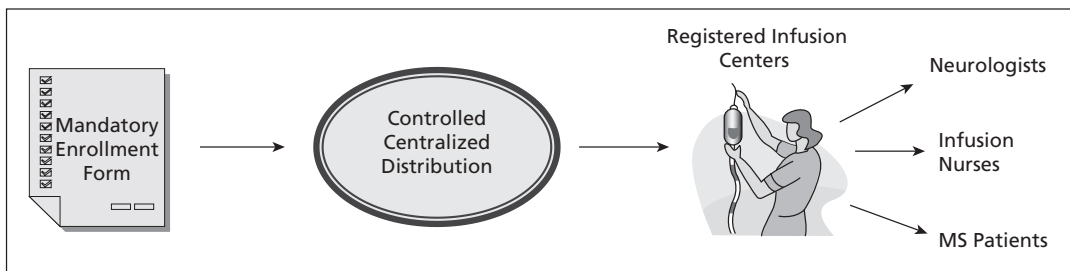 Mandatory
Enrollment
Form
Controlled
Centralized
Distribution
Registered Infusion
Centers
Neurologists
Infusion
Nurses
MS Patients